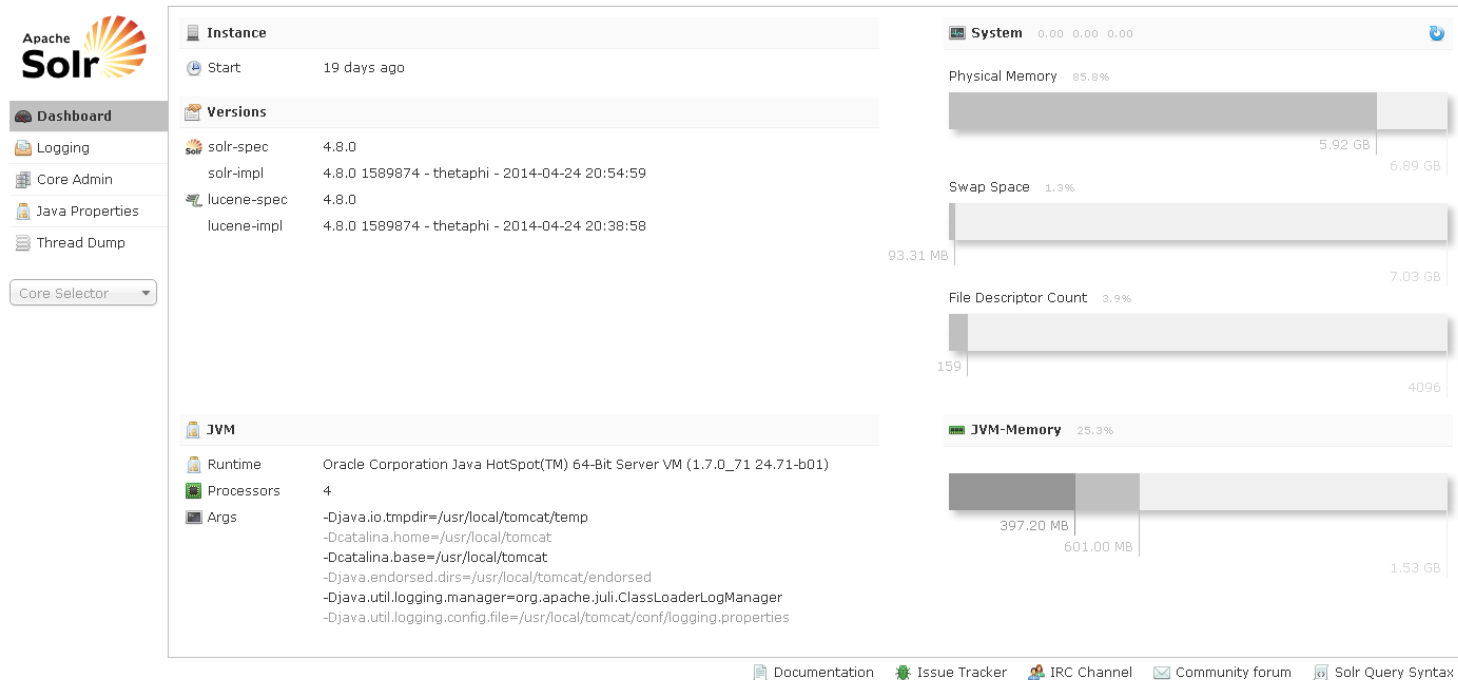 Apache
Solr
Dashboard
Logging
Core Admin
Java Properties
Thread Dump
Core Selector
Instance
Start 19 days ago
Versions
solr-spec 4.8.0
solr-impl 4.8.0 1589874 - thetaphi - 2014-04-24 20:54:59
lucene-spec 4.8.0
lucene-impl 4.8.0 1589874 - thetaphi - 2014-04-24 20:38:58
JVM
Runtime Oracle Corporation Java HotSpot(TM) 64-Bit Server VM (1.7.0_71 24.71-b01)
Processors 4
Args -Djava.io.tmpdir=/usr/local/tomcat/temp
-Dcatalina.home=/usr/local/tomcat
-Dcatalina.base=/usr/local/tomcat
-Djava.endorsed.dirs=/usr/local/tomcat/endorsed
-Djava.util.logging.manager=org.apache.juli.ClassLoaderLogManager
-Djava.util.logging.config.file=/usr/local/tomcat/conf/logging.properties
System 0.00 0.00 0.00
Physical Memory 85.8%
5.92 GB
6.89 GB
Swap Space 1.3%
93.31 MB
7.03 GB
File Descriptor Count 3.9%
159
4096
JVM-Memory 25.3%
397.20 MB
601.00 MB
1.53 GB
Documentation Issue Tracker IRC Channel Community forum Solr Query Syntax